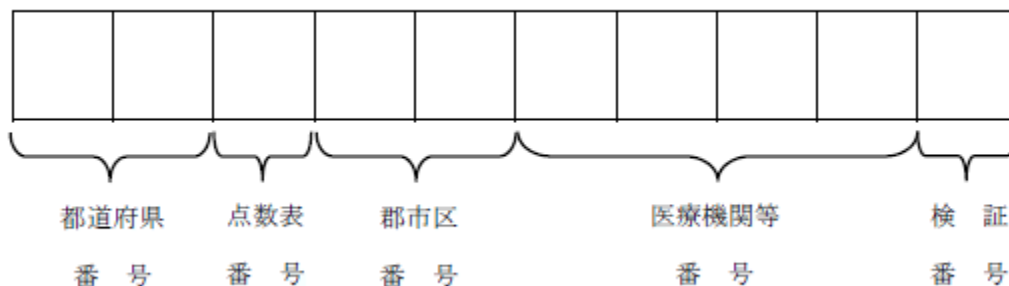 都道府県 点数表 郡市区 医療機関等 検 証
番 号 番 号 番 号 番 号 番 号